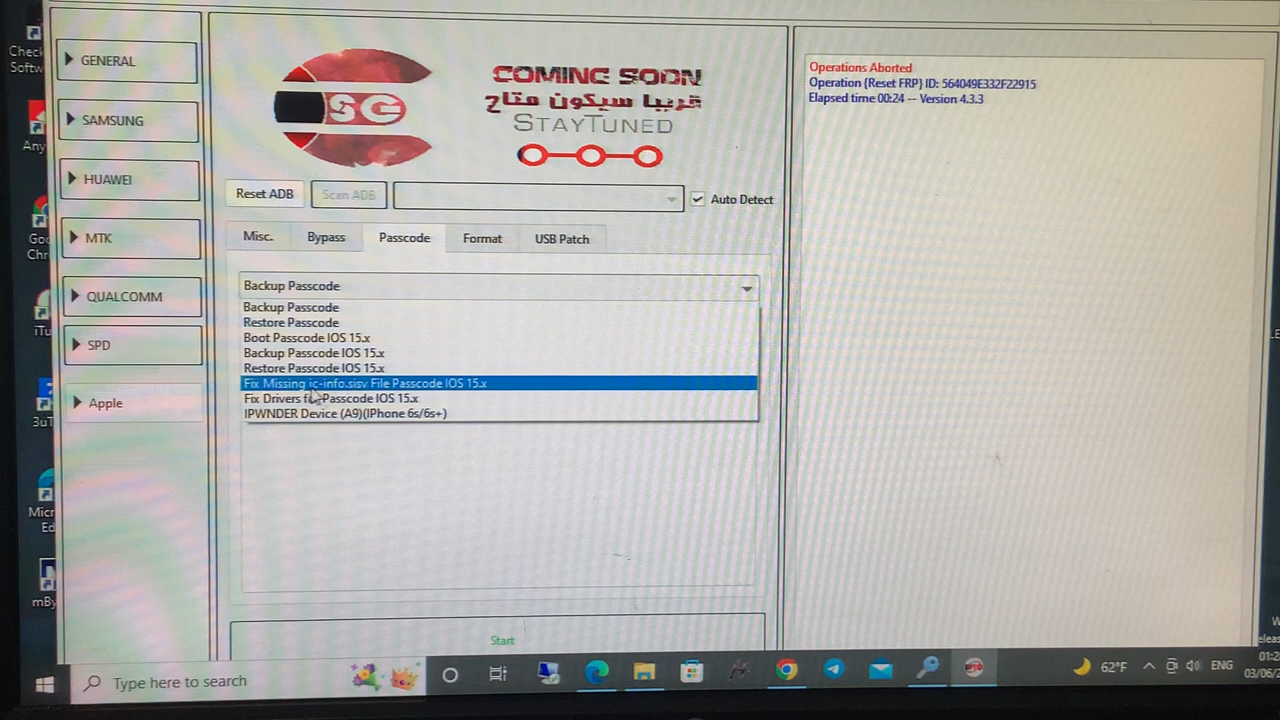 Check
Softw
Any
Go
Chr
iTu
3uT
Micr
Ed
mBy
GENERAL
SAMSUNG
HUAWEI
MTK
QUALCOMM
SPD
Apple
SG
COMING SOON
قريبا سيكون متاح
STAYTUNED
Reset ADB
Scan ADB
Auto Detect
Misc.
Bypass
Passcode
Format
USB Patch
Backup Passcode
Backup Passcode
Restore Passcode
Boot Passcode IOS 15.x
Backup Passcode IOS 15.x
Restore Passcode IOS 15.x
Fix Missing ic-info.sisv File Passcode IOS 15.x
Fix Drivers Passcode IOS 15.x
IPWNDER Device (A9)(IPhone 6s/6s+)
Start
Operations Aborted
Operation (Reset FRP) ID: 564049E332F22915
Elapsed time 00:24 -- Version 4.3.3
Type here to search
62°F
ENG